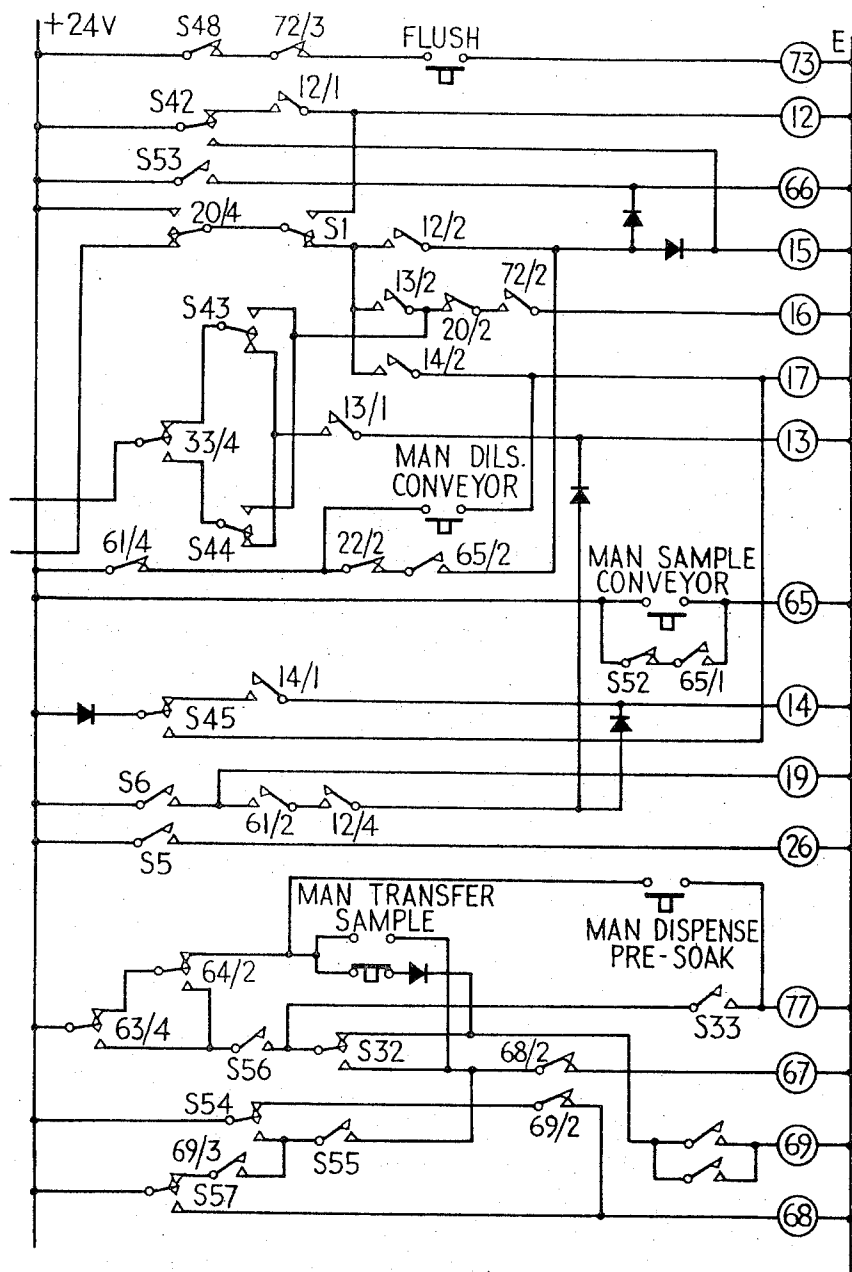 +24V
S48
72/3
FLUSH
E
73
S42
12/1
12
S53
66
20/4
S1
12/2
15
13/2
72/2
S43
20/2
16
14/2
17
33/4
13/1
13
MAN DILS.
CONVEYOR
S44
61/4
22/2
65/2
MAN SAMPLE
CONVEYOR
65
S52
65/1
14/1
S45
14
19
S6
61/2
12/4
S5
26
MAN TRANSFER
SAMPLE
MAN DISPENSE
PRE-SOAK
64/2
63/4
S33
77
S56
S32
68/2
67
S54
69/2
69/3
S55
69
S57
68